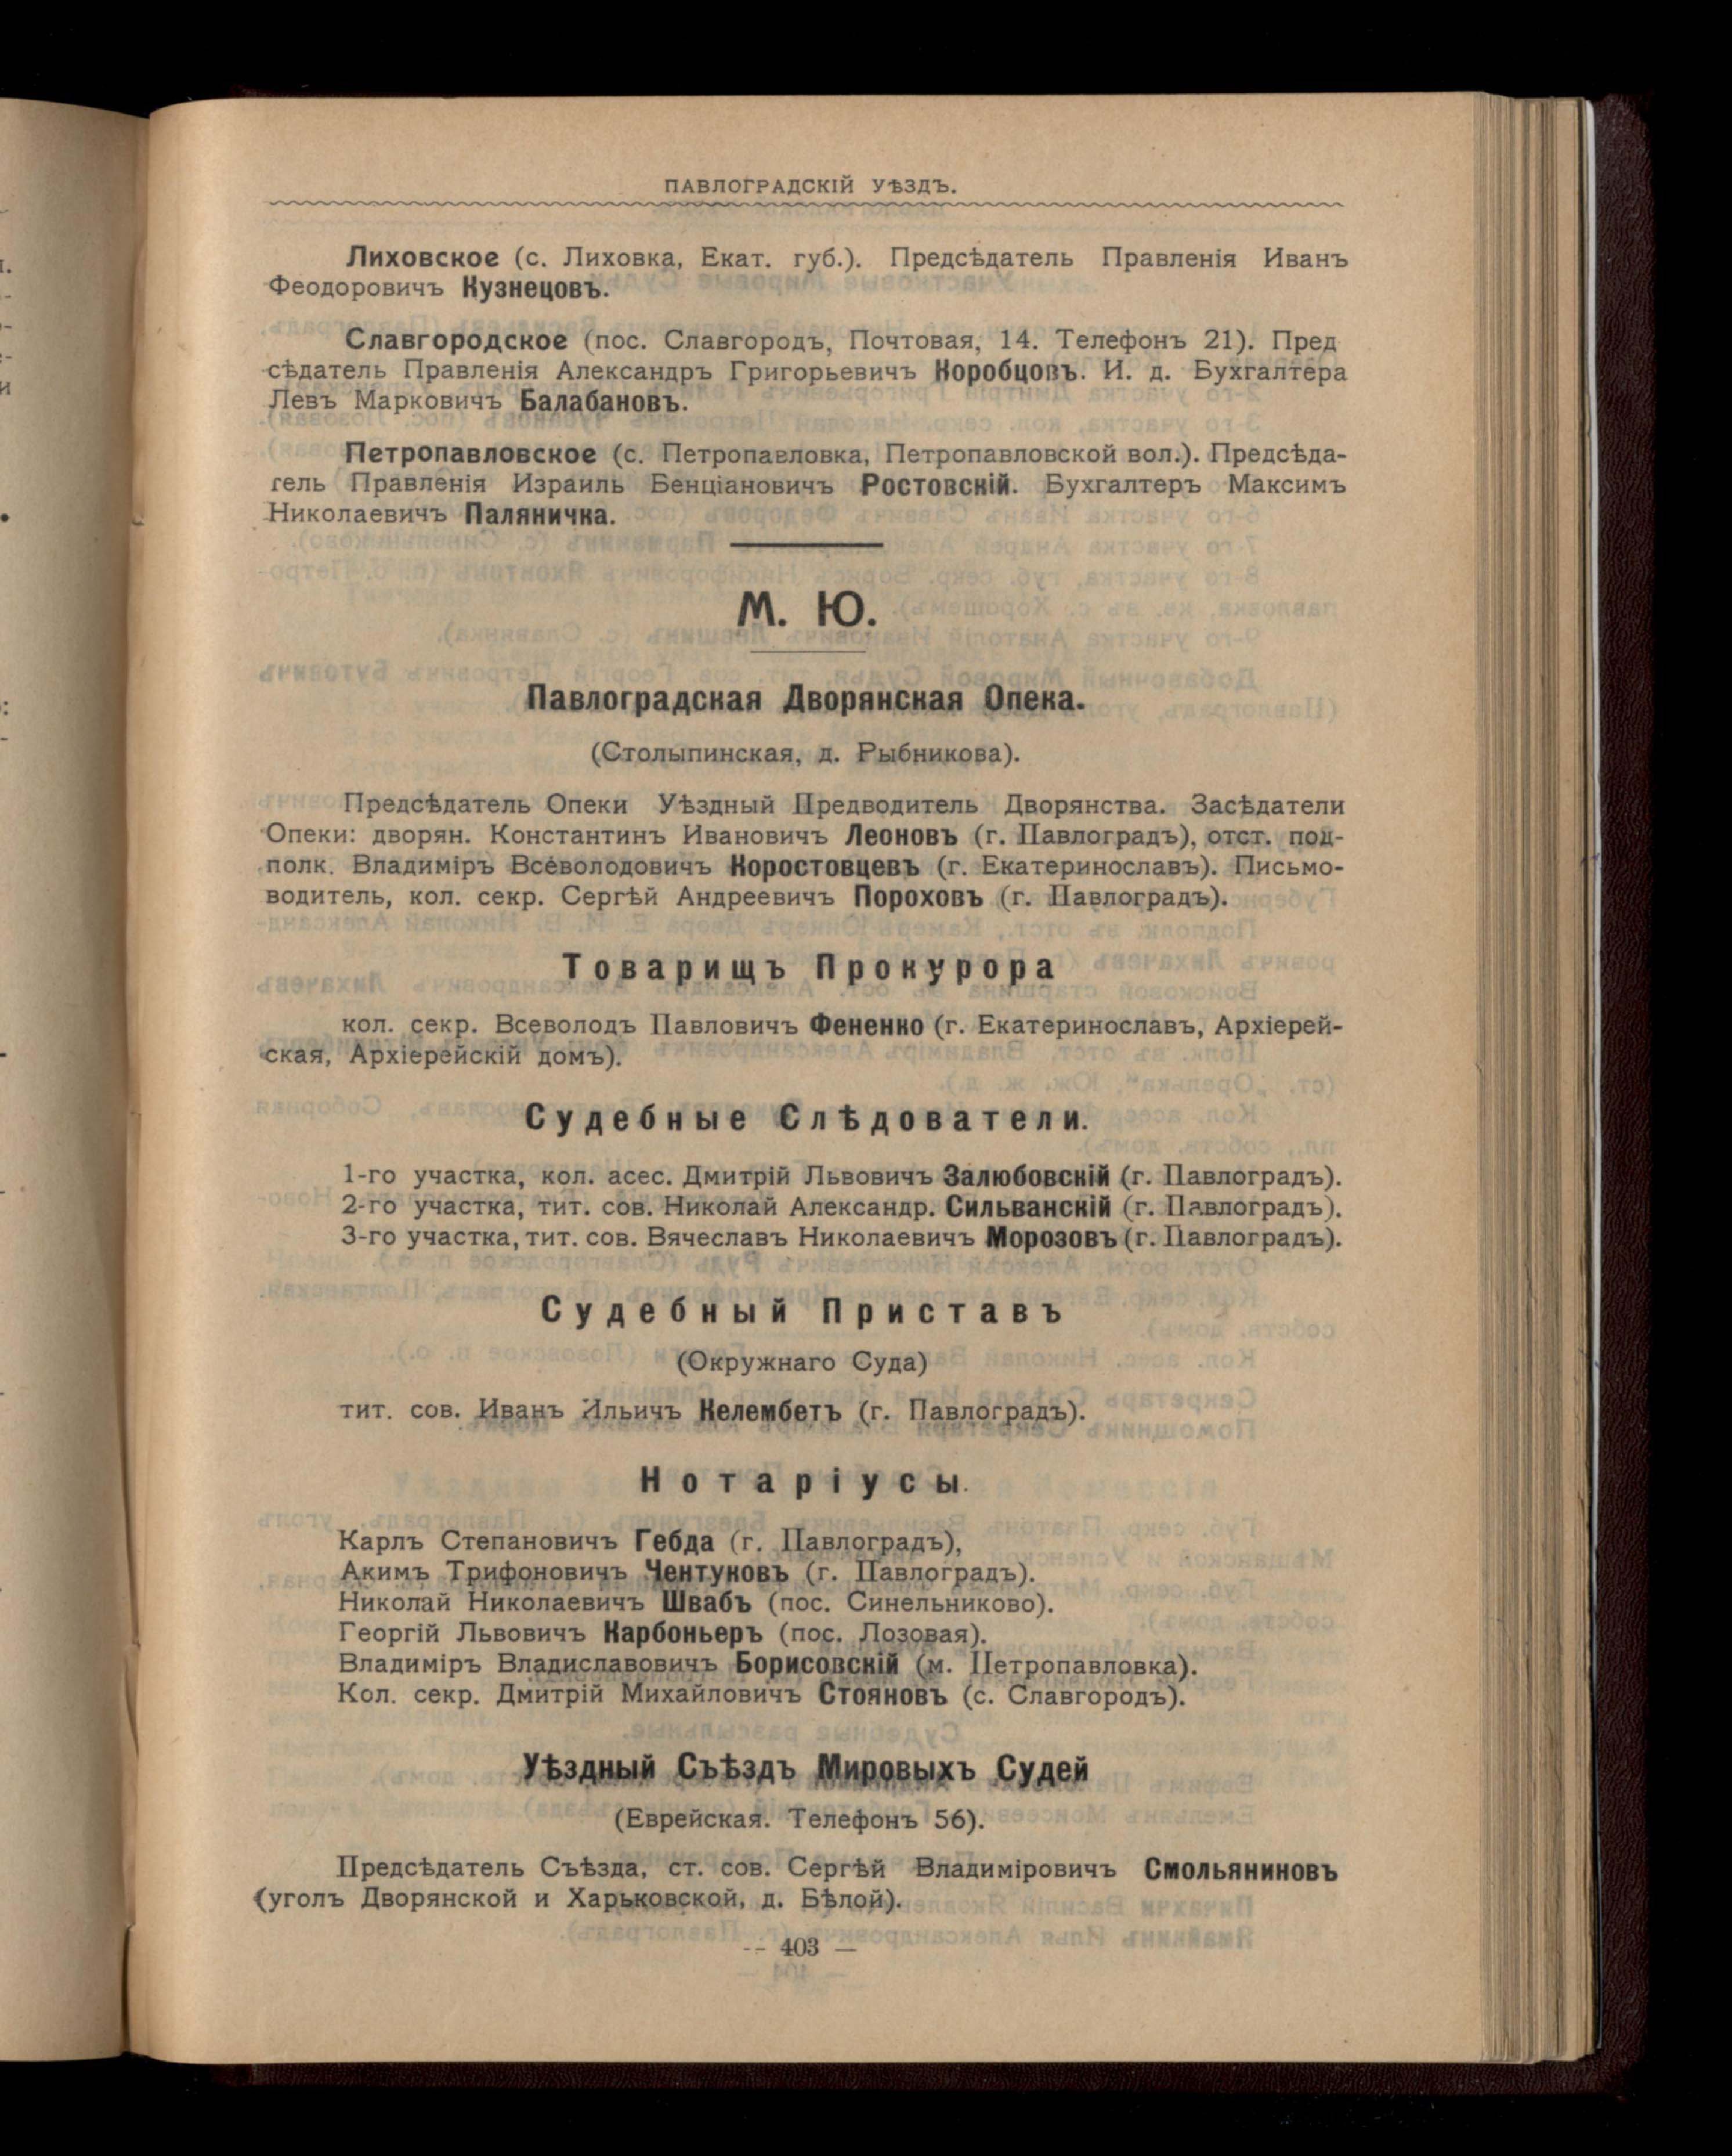 ПАВЛОГРАДСКІЙ УѢЗДЪ.
Лиховское (с. Лиховка, Екат. губ.). Предсѣдатель Правленія Иванъ
Феодоровичъ Кузнецовъ.
Славгородское (пос. Славгородъ, Почтовая, 14. Телефонъ 21). Пред
сѣдатель Правленія Александръ Григорьевичъ Коробцовъ. И. д. Бухгалтера
Левъ Марковичъ Балабановъ.
Петропавловское (с. Петропавловка, Петропавловской вол.). Предсѣда-
тель Правленія Израиль Бенціановичъ Ростовскій. Бухгалтеръ Максимъ
Николаевичъ Паляничка.
М. Ю.
Павлоградская Дворянская Опека.
(Столыпинская, д. Рыбникова).
Предсѣдатель Опеки Уѣздный Предводитель Дворянства. Засѣдатели
Опеки: дворян. Константинъ Ивановичъ Леоновъ (г. Павлоградъ), отст. под-
полк. Владиміръ Всеволодовичъ Коростовцевъ (г. Екатеринославъ). Письмо-
водитель, кол. секр. Сергѣй Андреевичъ Пороховъ (г. Павлоградъ).
Товарищъ Прокурора
кол. секр. Всеволодъ Павловичъ Фененко (г. Екатеринославъ, Архіерей-
ская, Архіерейскій домъ).
Судебные Слѣдователи.
1-го участка, кол. асес. Дмитрій Львовичъ Залюбовскій (г. Павлоградъ).
2-го участка, тит. сов. Николай Александр. Сильванскій (г. Павлоградъ).
3-го участка, тит. сов. Вячеславъ Николаевичъ Морозовъ (г. Павлоградъ).
Судебный Приставъ
(Окружнаго Суда)
тит. сов. Иванъ Ильичъ Келембетъ (г. Павлоградъ).
Нотаріусы.
Карлъ Степановичъ Гебда (г. Павлоградъ),
Акимъ Трифоновичъ Чентуковъ (г. Павлоградъ).
Николай Николаевичъ Швабъ (пос. Синельниково).
Георгій Львовичъ Карбоньеръ (пос. Лозовая).
Владиміръ Владиславовичъ Борисовскій (м. Петропавловка).
Кол. секр. Дмитрій Михайловичъ Стояновъ (с. Славгородъ).
Уѣздный Съѣздъ Мировыхъ Судей
(Еврейская. Телефонъ 56).
Предсѣдатель Съѣзда, ст. сов. Сергѣй Владиміровичъ Смольяниновъ
(уголъ Дворянской и Харьковской, д. Бѣлой).
— 403 —